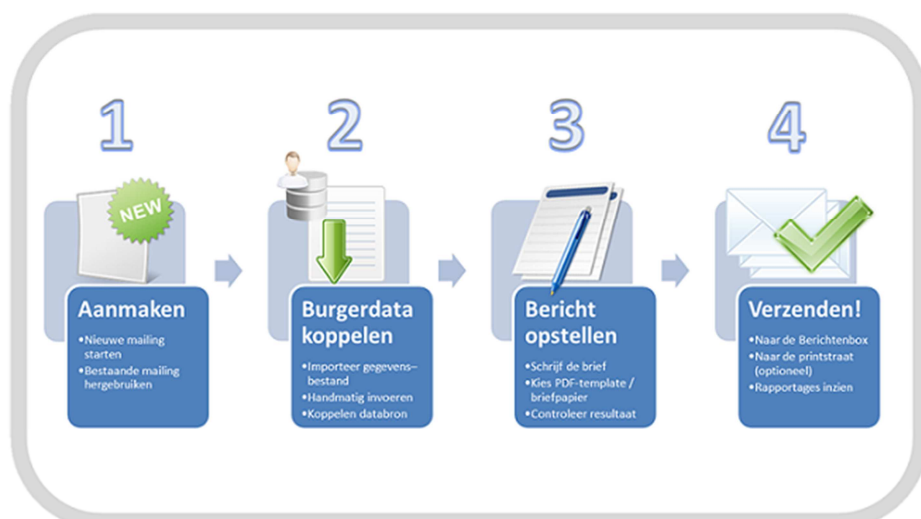 1
NEW
Aanmaken
•Nieuwe mailing
starten
•Bestaande mailing
hergebruiken
2
Burgerdata
koppelen
•Importeer gegevens–
bestand
•Handmatig invoeren
•Koppelen databron
3
Bericht
opstellen
•Schrijf de brief
•Kies PDF-template /
briefpapier
•Controleer resultaat
4
Verzenden!
•Naar de Berichtenbox
•Naar de printstraat
(optioneel)
•Rapportages inzien